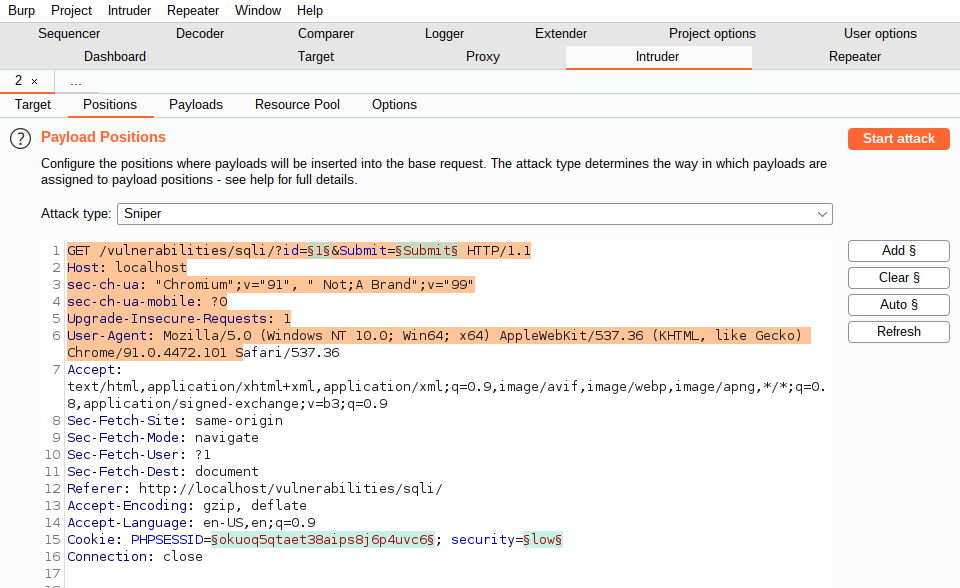 Burp Project Intruder Repeater Window Help
Sequencer Decoder Comparer Logger Extender Project options User options
Dashboard Target Proxy Intruder Repeater
2 × ...
Target Positions Payloads Resource Pool Options
? Payload Positions Start attack
Configure the positions where payloads will be inserted into the base request. The attack type determines the way in which payloads are
assigned to payload positions - see help for full details.
Attack type: Sniper
1 GET /vulnerabilities/sqli/?id=§1§&Submit=§Submit§ HTTP/1.1
2 Host: localhost
3 sec-ch-ua: "Chromium";v="91", " Not;A Brand";v="99"
4 sec-ch-ua-mobile: ?0
5 Upgrade-Insecure-Requests: 1
6 User-Agent: Mozilla/5.0 (Windows NT 10.0; Win64; x64) AppleWebKit/537.36 (KHTML, like Gecko)
Chrome/91.0.4472.101 Safari/537.36
7 Accept:
text/html,application/xhtml+xml,application/xml;q=0.9,image/avif,image/webp,image/apng,*/*;q=0.
8,application/signed-exchange;v=b3;q=0.9
8 Sec-Fetch-Site: same-origin
9 Sec-Fetch-Mode: navigate
10 Sec-Fetch-User: ?1
11 Sec-Fetch-Dest: document
12 Referer: http://localhost/vulnerabilities/sqli/
13 Accept-Encoding: gzip, deflate
14 Accept-Language: en-US,en;q=0.9
15 Cookie: PHPSESSID=§okuoq5qtaet38aips8j6p4uvc6§; security=§low§
16 Connection: close
17
Add §
Clear §
Auto §
Refresh